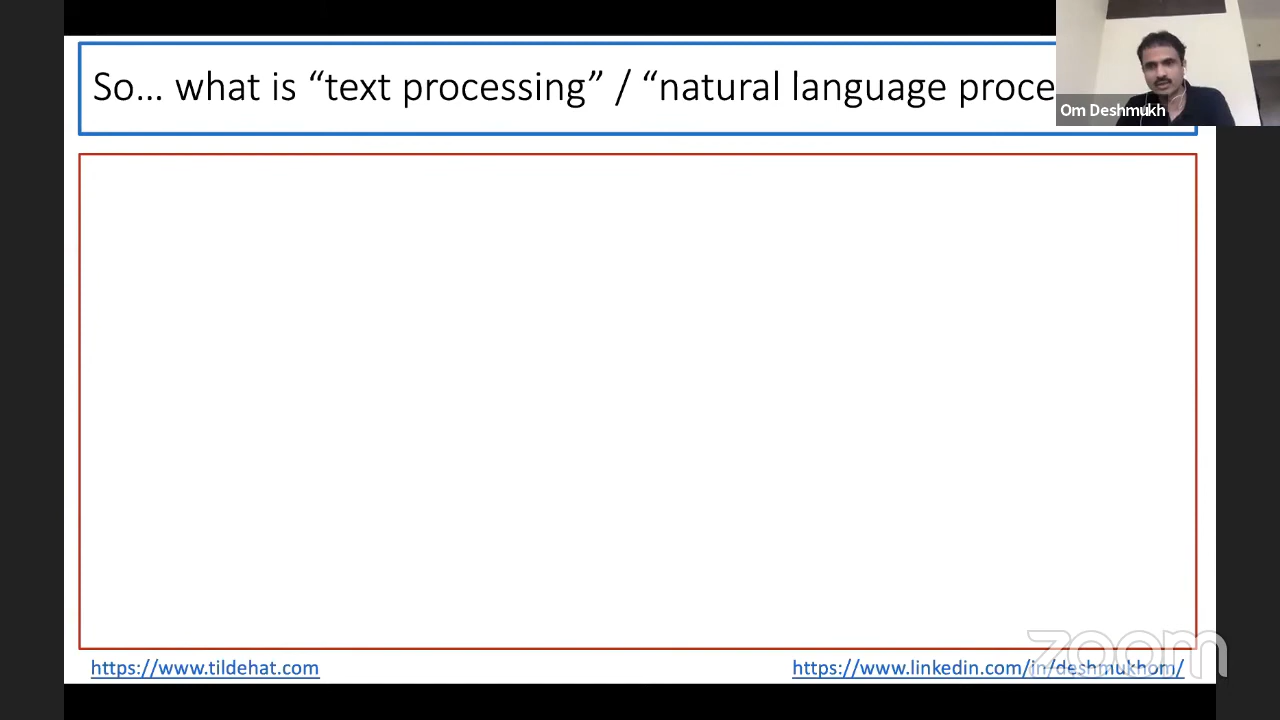 So... what is “text processing” / “natural language proce
Om Deshmukh
https://www.tildehat.com
https://www.linkedin.com/in/deshmukhom/
zoom